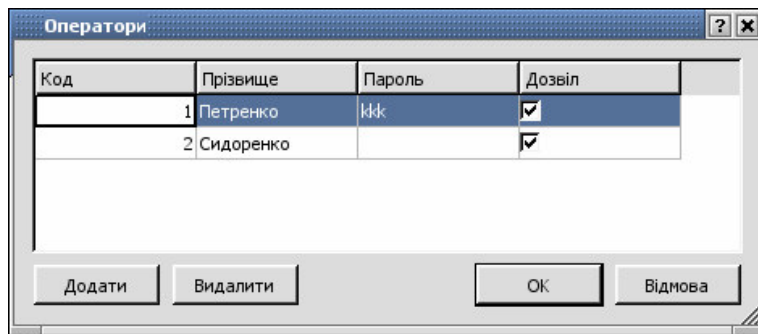 Оператори
Код Прізвище Пароль Дозвіл
1 Петренко kkk
2 Сидоренко
Додати Видалити OK Відмова